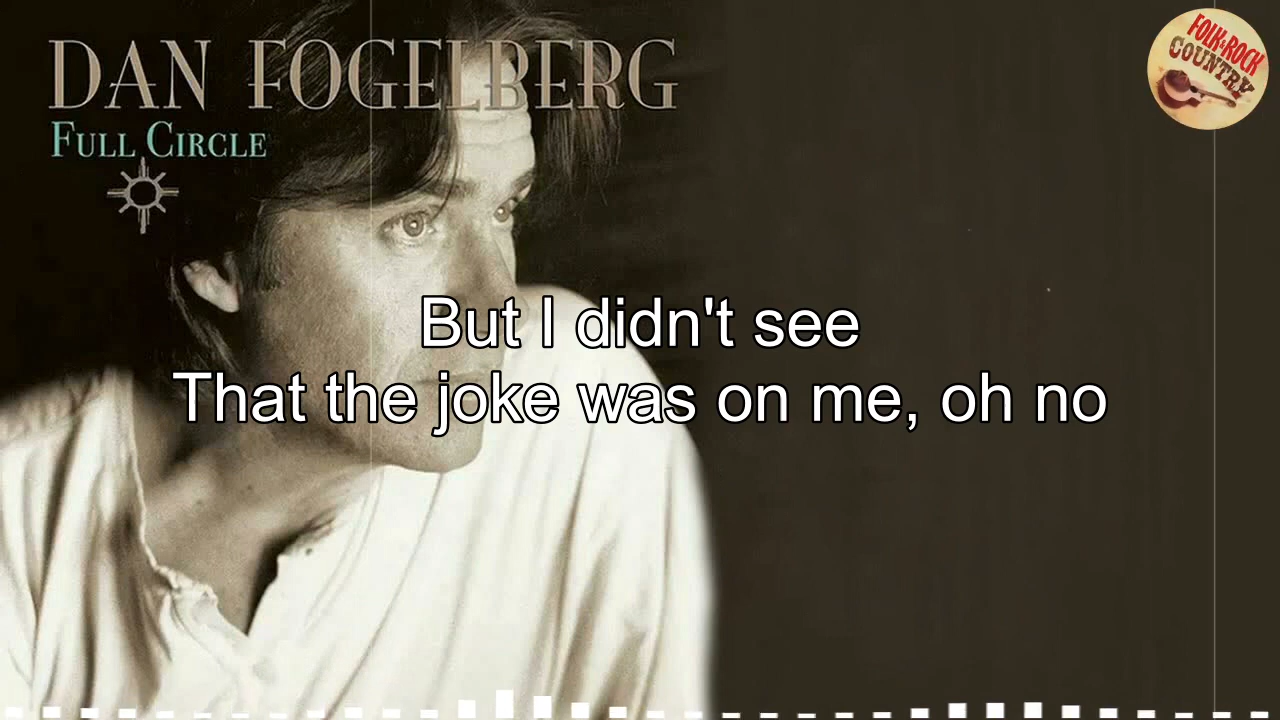 DAN FOGELBERG
FULL CIRCLE
FOLK & ROCK
COUNTRY
But I didn't see
That the joke was on me, oh no